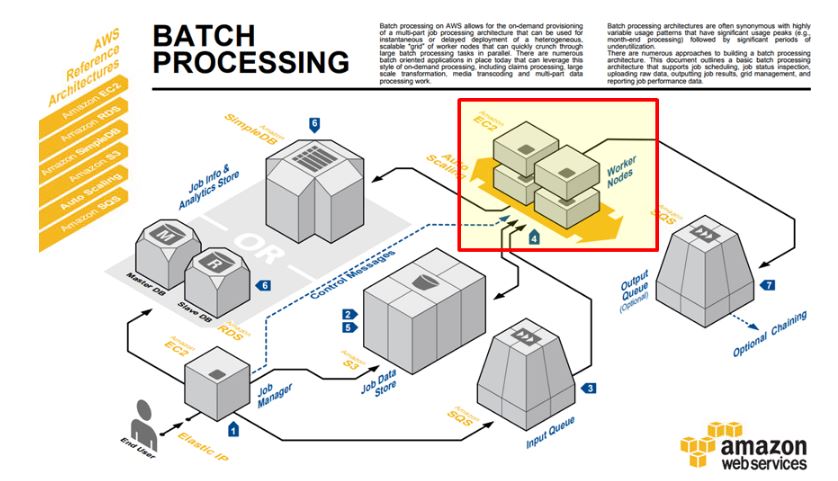 AWS
Reference
Architectures
Amazon EC2
Amazon RDS
Amazon SimpleDB
Amazon S3
Auto Scaling
Amazon SQS
BATCH
PROCESSING
Batch processing on AWS allows for the on-demand provisioning
of a multi-part job processing architecture that can be used for
instantaneous or delayed deployment of a heterogeneous,
scalable "grid" of worker nodes that can quickly crunch through
large batch processing tasks in parallel. There are numerous
batch oriented applications in place today that can leverage this
style of on-demand processing, including claims processing, large
scale transformation, media transcoding and multi-part data
processing work.
Batch processing architectures are often synonymous with highly
variable usage patterns that have significant usage peaks (e.g.,
month-end processing) followed by significant periods of
underutilization.
There are numerous approaches to building a batch processing
architecture. This document outlines a basic batch processing
architecture that supports job scheduling, job status inspection,
uploading raw data, outputting job results, grid management, and
reporting job performance data.
Amazon
SimpleDB
6
Job Info &
Analytics Store
OR
M
Master DB
R
Slave DB
6
Amazon
RDS
Control Messages
Amazon
EC2
Auto
Scaling
Worker
Nodes
4
Amazon
SQS
Output
Queue
(Optional)
7
Optional Chaining
2
5
Amazon
S3
Job Data
Store
Amazon
EC2
Job
Manager
1
End User
Elastic IP
Amazon
SQS
Input Queue
3
amazon
webservices